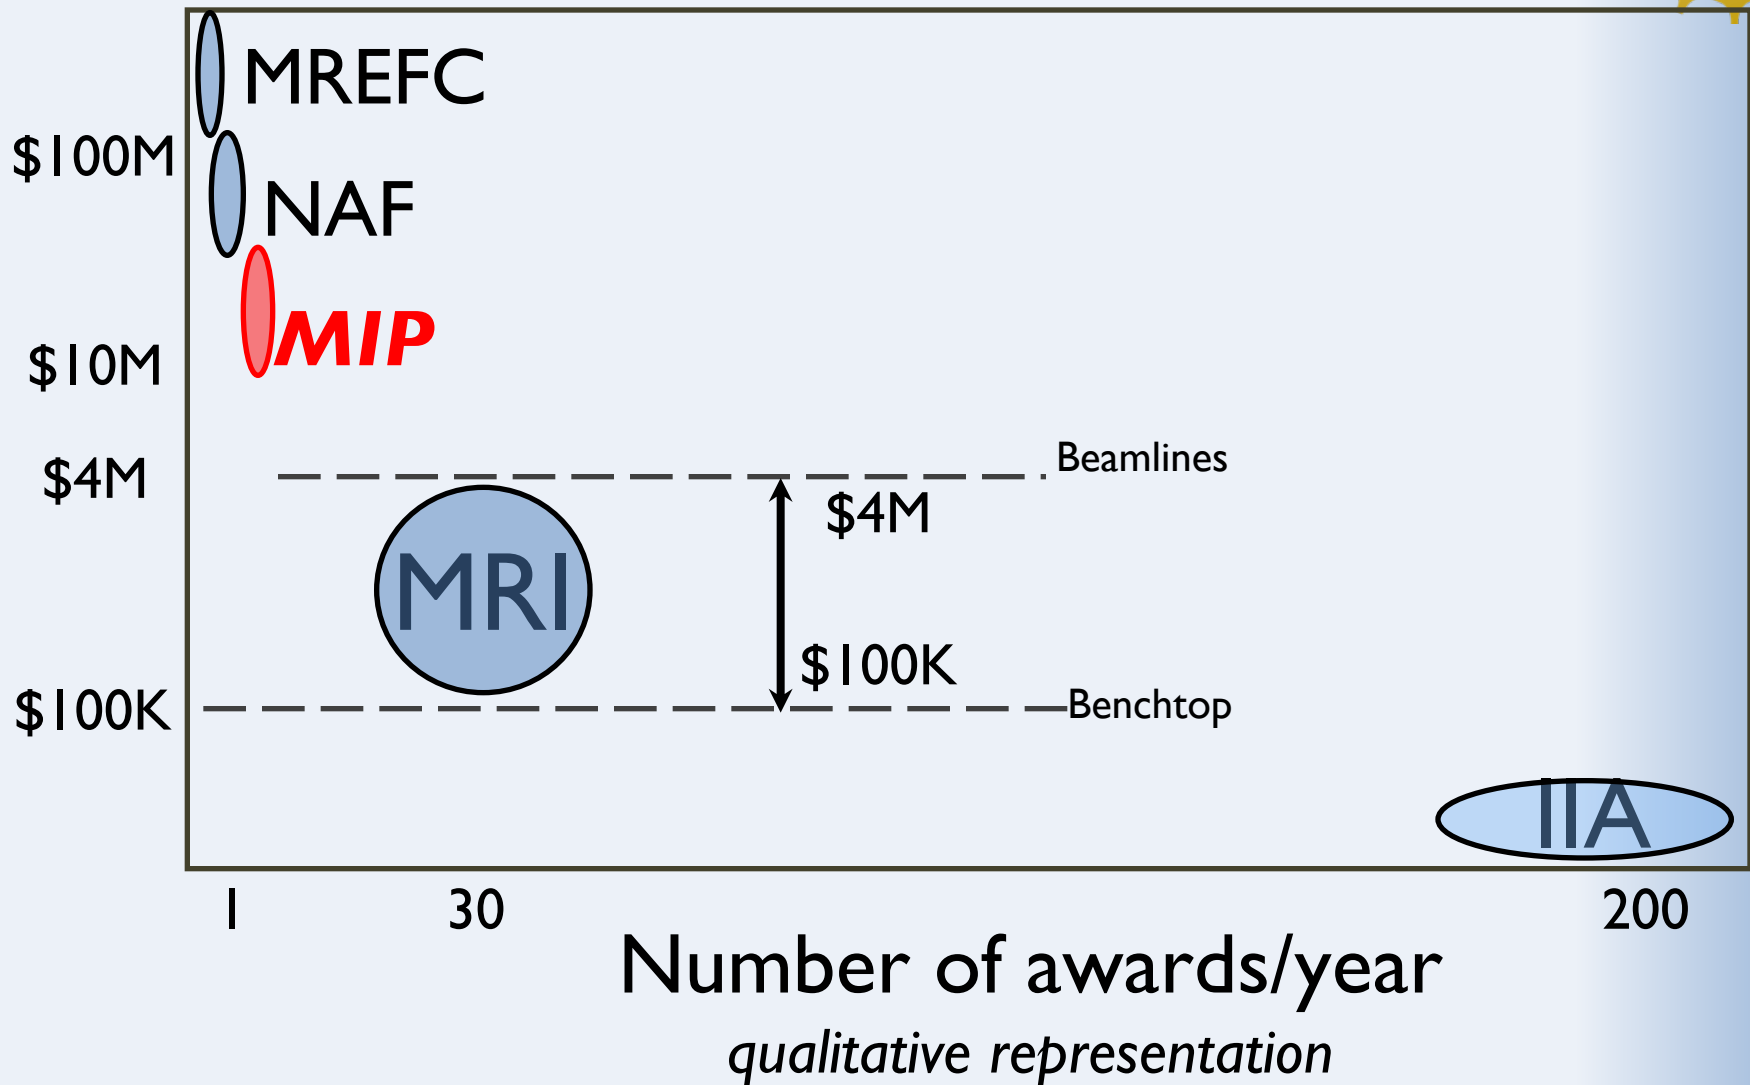 MREFC
$100M
NAF
MIP
$10M
Beamlines
$4M
$4M
MRI
$100K
$100K
Benchtop
IIA
1
30
200
Number of awards/year
qualitative representation